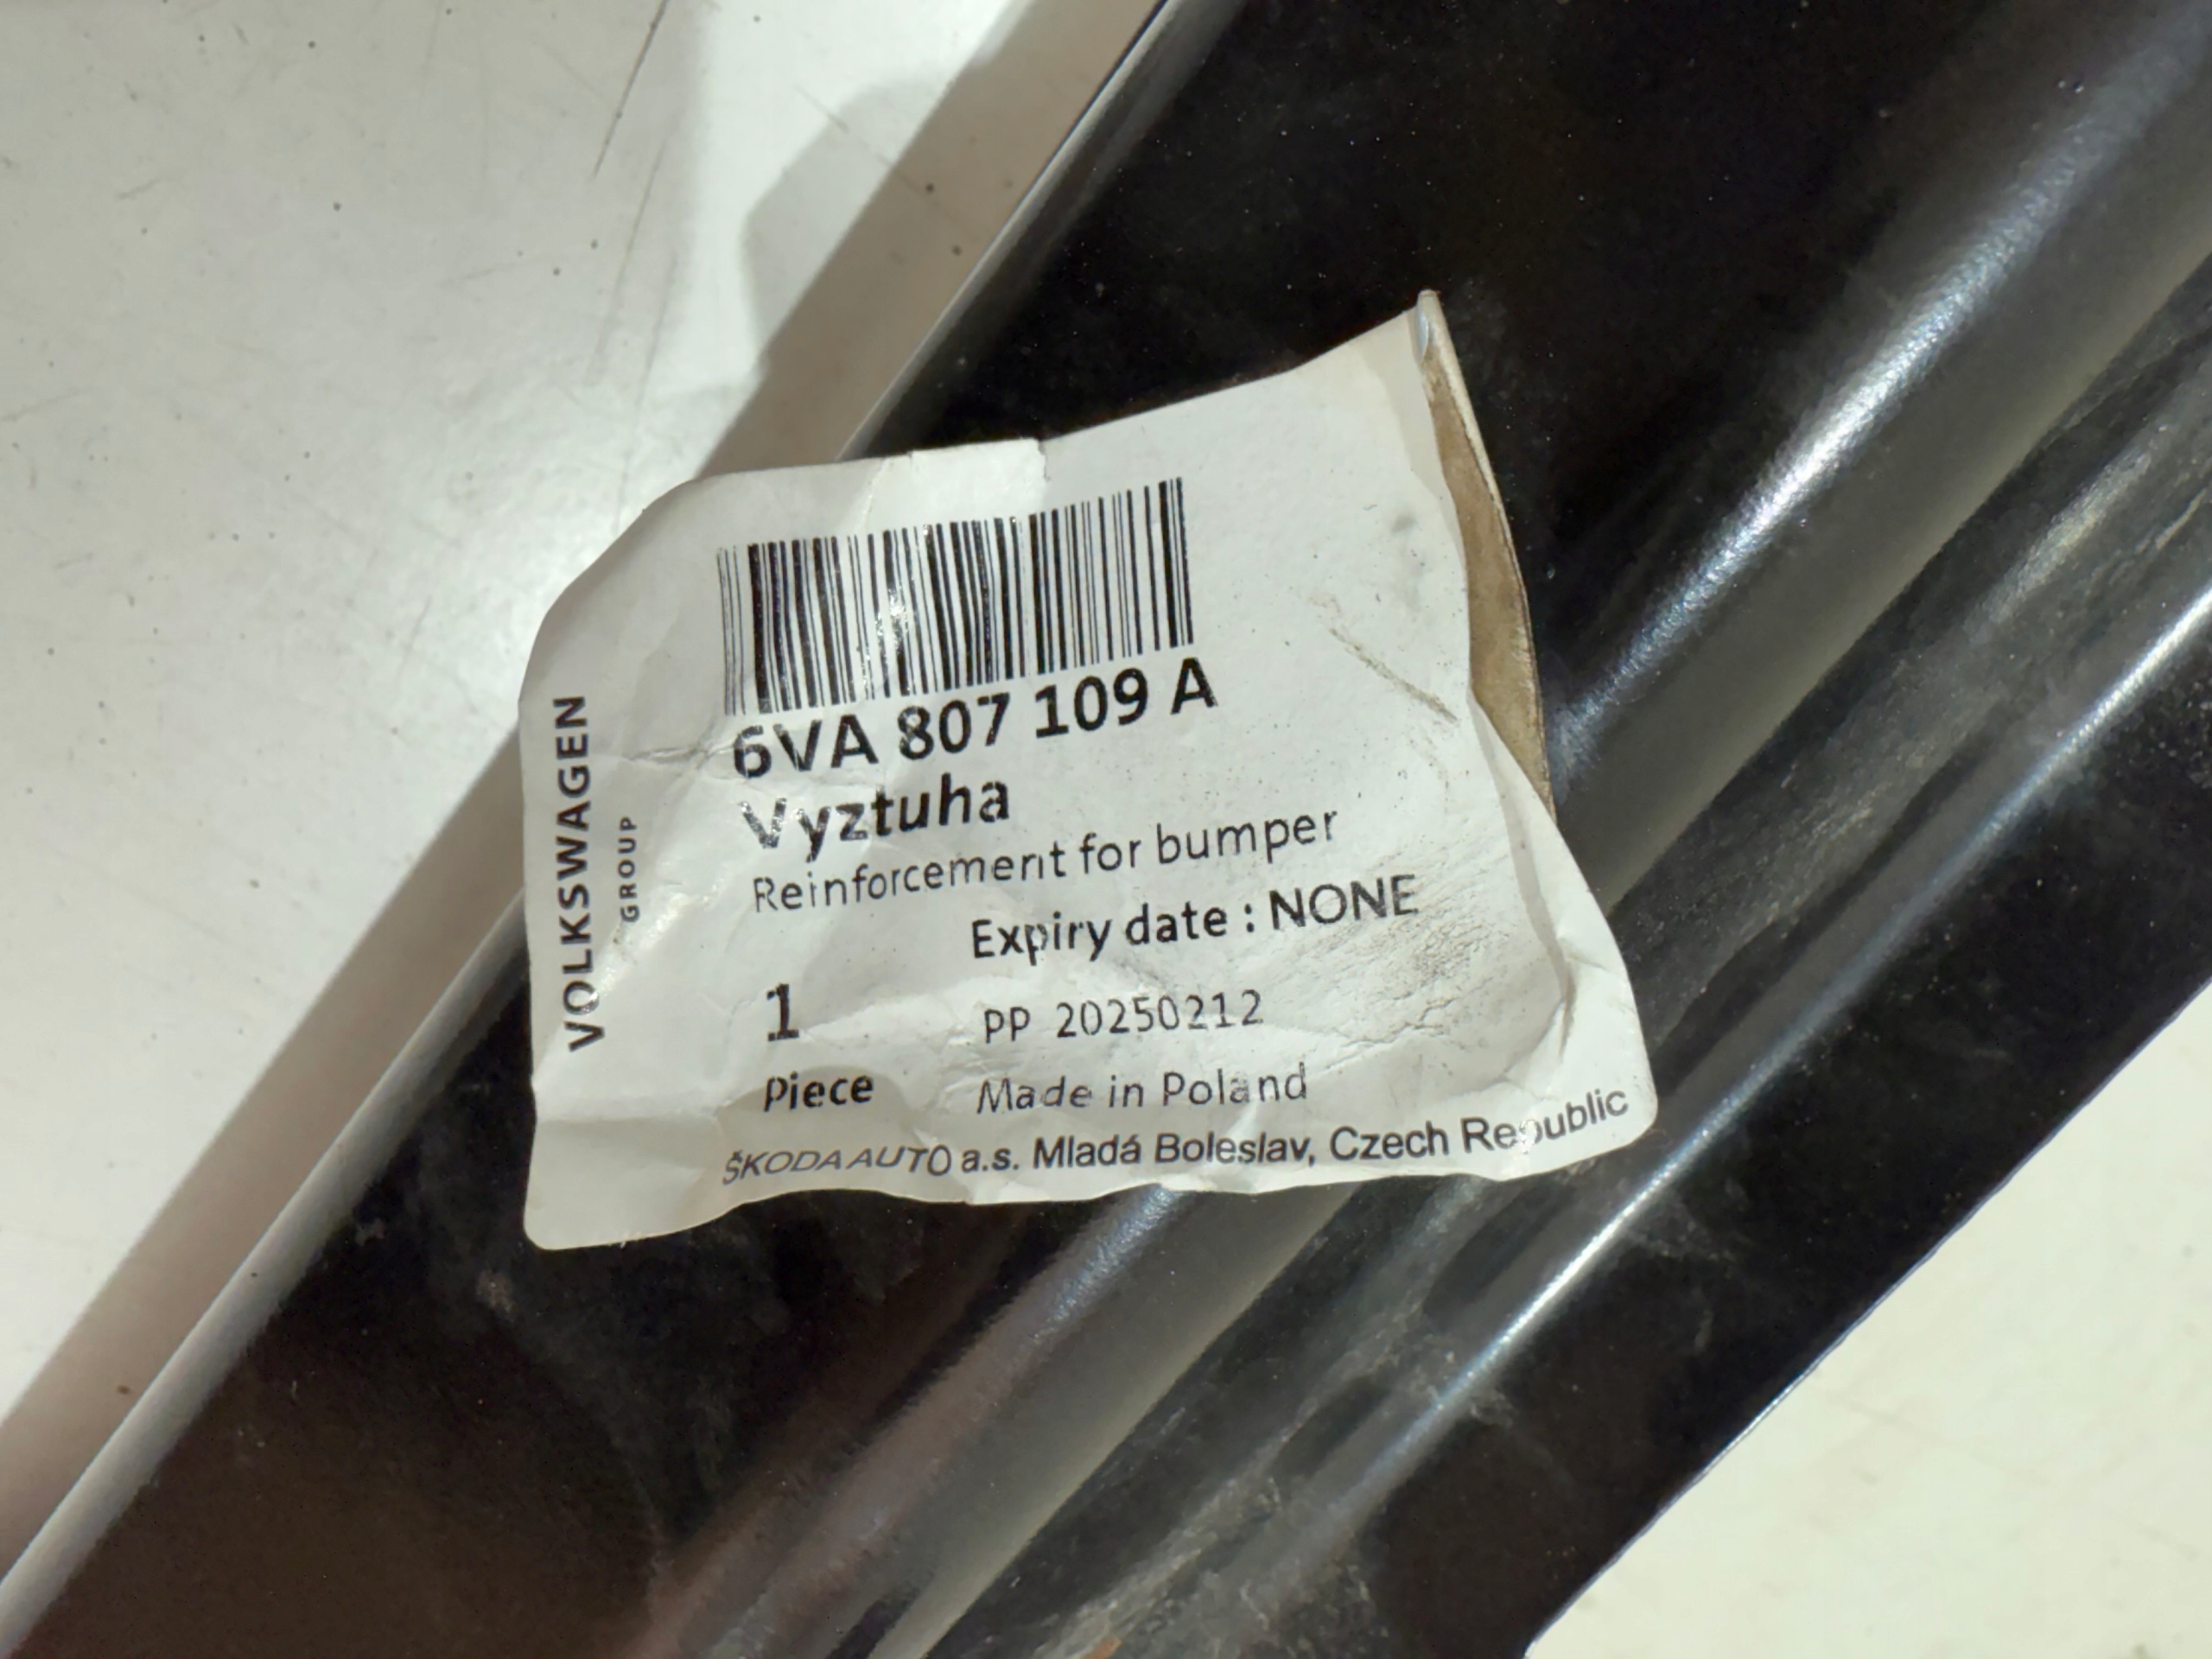 VOLKSWAGEN
GROUP
6VA 807 109 A
Vyztuha
Reinforcement for bumper
Expiry date : NONE
1 PP 20250212
Piece Made in Poland
ŠKODA AUTO a.s. Mladá Boleslav, Czech Republic